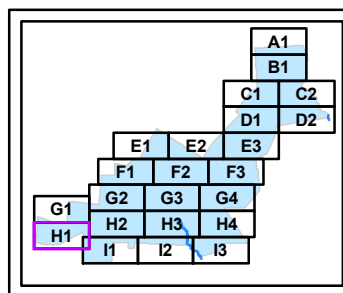 A1
B1
C1 C2
D1 D2
E1 E2 E3
F1 F2 F3
G2 G3 G4
G1
H2 H3 H4
H1
I1 I2 I3